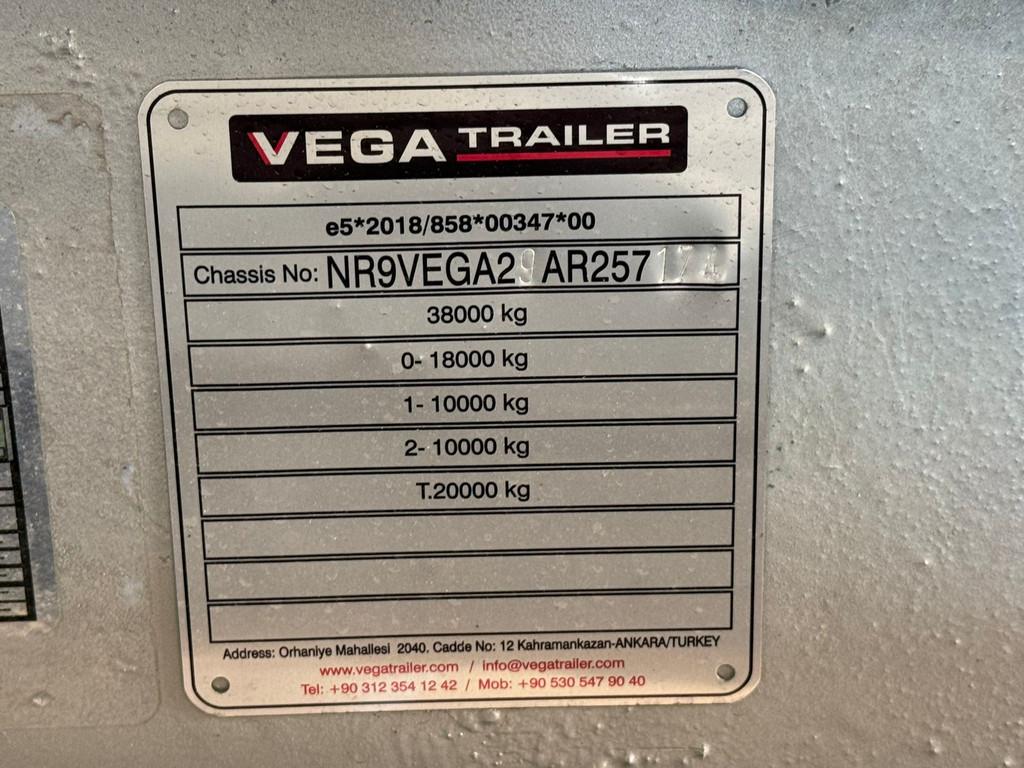 VEGA TRAILER
e5*2018/858*00347*00
Chassis No: NR9VEGA29AR257
38000 kg
0- 18000 kg
1- 10000 kg
2- 10000 kg
T.20000 kg
Address: Orhaniye Mahallesi 2040. Cadde No: 12 Kahramankazan-ANKARA/TURKEY
www.vegatrailer.com / info@vegatrailer.com
Tel: +90 312 354 12 42 / Mob: +90 530 547 90 40